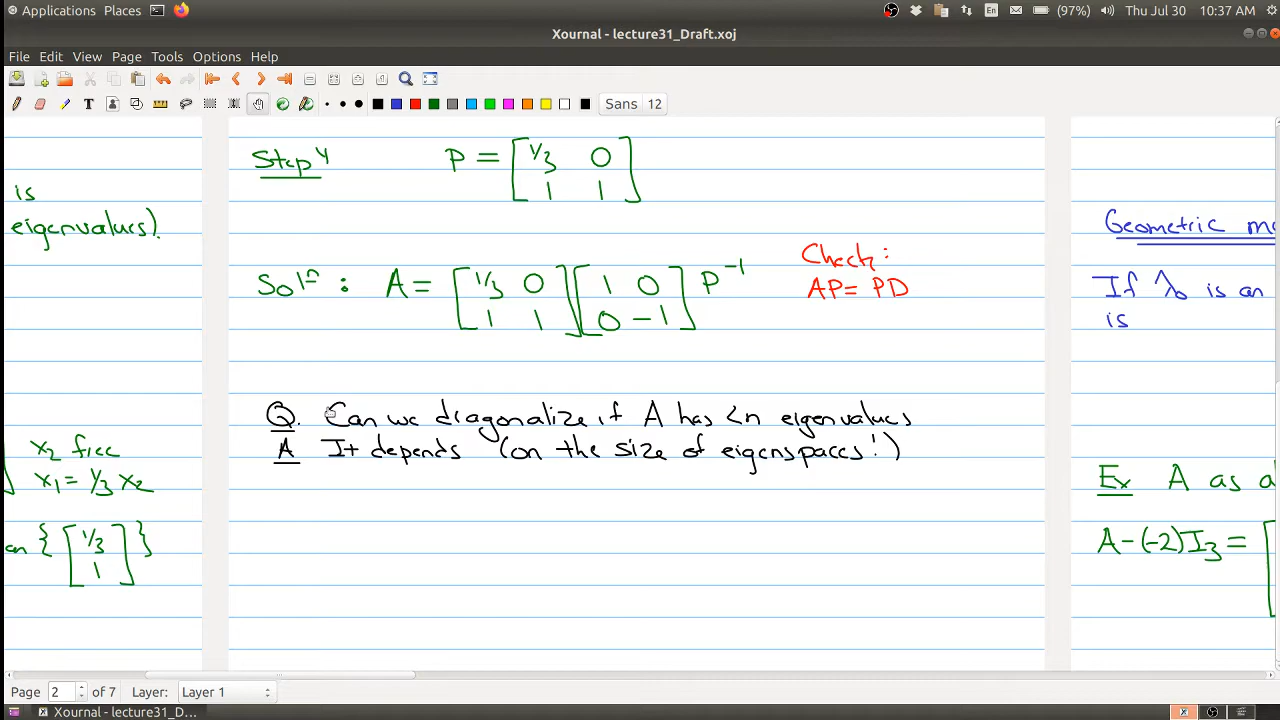 Applications Places (97%) Thu Jul 30 10:37 AM
Xournal - lecture31_Draft.xoj
File Edit View Page Tools Options Help
Sans 12
Step 4 P = [1/3 0
1 1]
is
eigenvalues).
Geometric
Check:
Sol'n : A = [1/3 0 [1 0 P⁻¹
1 1] 0 -1]
AP = PD
If λ₀ is an
is
Q. Can we diagonalize if A has <n eigenvalues
A It depends (on the size of eigenspaces!)
x₂ free
x₁ = 1/3 x₂
{[1/3
1]}
Ex A as
A-(-2)I₃ = [
Page 2 of 7 Layer: Layer 1
Xournal - lecture31_D...